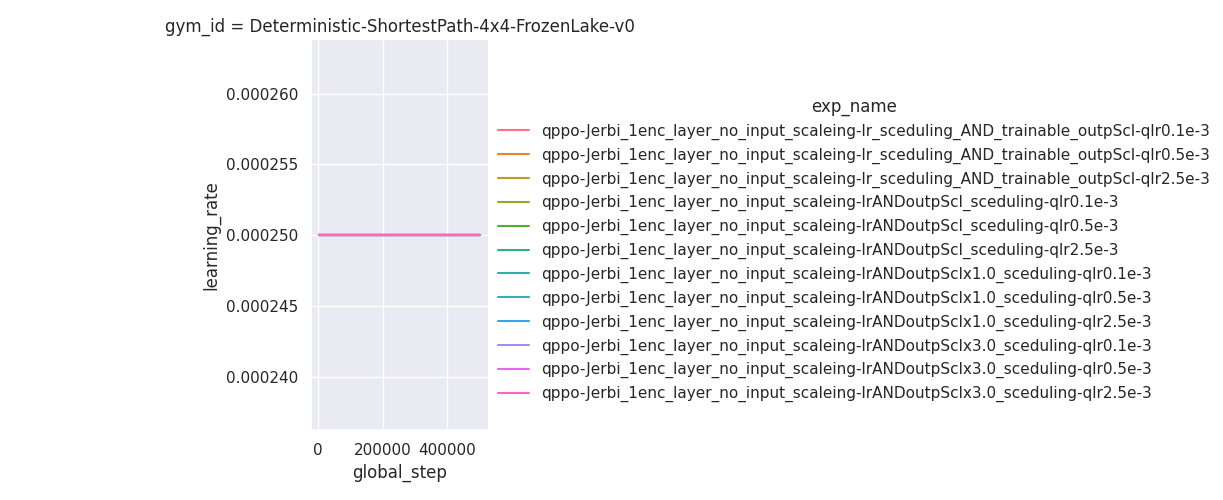 gym_id = Deterministic-ShortestPath-4x4-FrozenLake-v0
0.000260
0.000255
0.000250
0.000245
0.000240
learning_rate
0 200000 400000
global_step
exp_name
qppo-Jerbi_1enc_layer_no_input_scaleing-lr_sceduling_AND_trainable_outpScl-qlr0.1e-3
qppo-Jerbi_1enc_layer_no_input_scaleing-lr_sceduling_AND_trainable_outpScl-qlr0.5e-3
qppo-Jerbi_1enc_layer_no_input_scaleing-lr_sceduling_AND_trainable_outpScl-qlr2.5e-3
qppo-Jerbi_1enc_layer_no_input_scaleing-lrANDoutpScl_sceduling-qlr0.1e-3
qppo-Jerbi_1enc_layer_no_input_scaleing-lrANDoutpScl_sceduling-qlr0.5e-3
qppo-Jerbi_1enc_layer_no_input_scaleing-lrANDoutpScl_sceduling-qlr2.5e-3
qppo-Jerbi_1enc_layer_no_input_scaleing-lrANDoutpSclx1.0_sceduling-qlr0.1e-3
qppo-Jerbi_1enc_layer_no_input_scaleing-lrANDoutpSclx1.0_sceduling-qlr0.5e-3
qppo-Jerbi_1enc_layer_no_input_scaleing-lrANDoutpSclx1.0_sceduling-qlr2.5e-3
qppo-Jerbi_1enc_layer_no_input_scaleing-lrANDoutpSclx3.0_sceduling-qlr0.1e-3
qppo-Jerbi_1enc_layer_no_input_scaleing-lrANDoutpSclx3.0_sceduling-qlr0.5e-3
qppo-Jerbi_1enc_layer_no_input_scaleing-lrANDoutpSclx3.0_sceduling-qlr2.5e-3